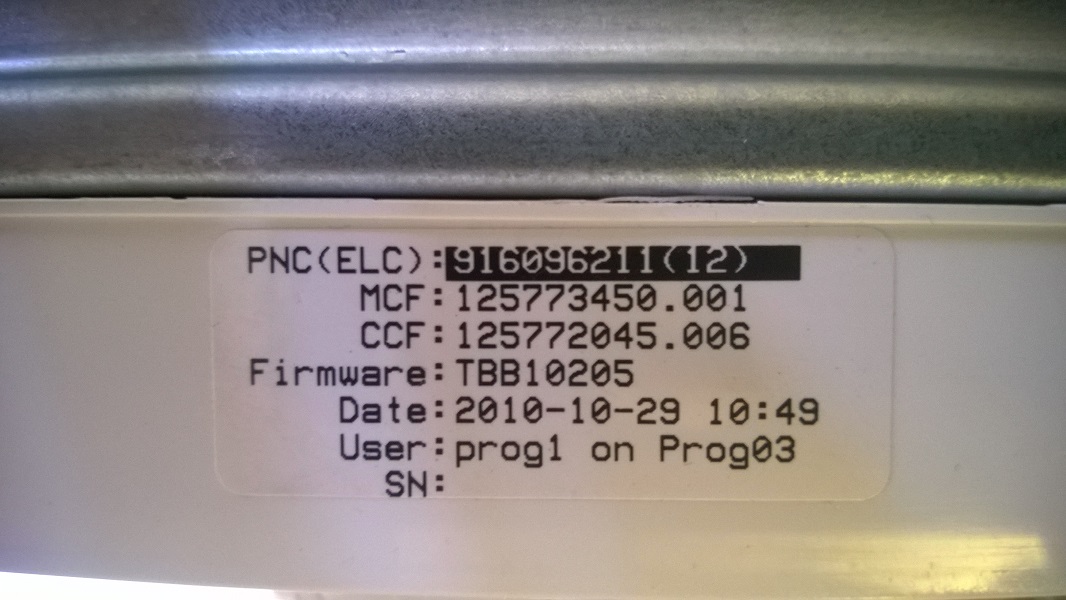 PNC(ELC):916096211(12)
MCF:125773450.001
CCF:125772045.006
Firmware:TBB10205
Date:2010-10-29 10:49
User:prog1 on Prog03
SN: